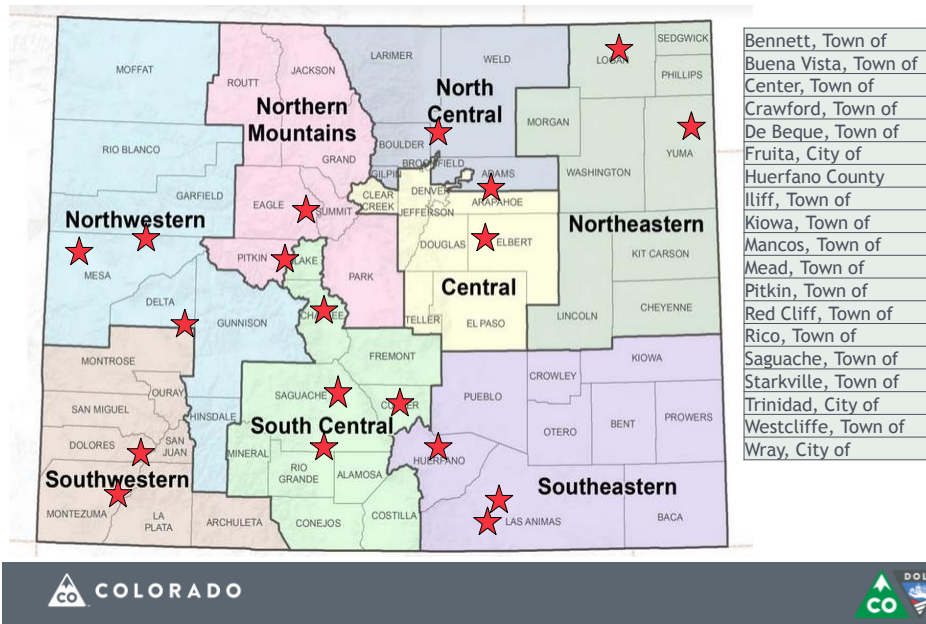 SEDGWICK
LARIMER
WELD
LOGAN
MOFFAT
JACKSON
ROUTT
PHILLIPS
North
Central
Northern
Mountains
MORGAN
BOULDER
YUMA
RIO BLANCO
GRAND
BROOMFIELD
GILPIN
ADAMS
WASHINGTON
GARFIELD
CLEAR
CREEK
DENVER
ARAPAHOE
EAGLE
SUMMIT
JEFFERSON
Northwestern
Northeastern
DOUGLAS
ELBERT
PITKIN
LAKE
KIT CARSON
MESA
PARK
Central
DELTA
CHEYENNE
CHAFFEE
GUNNISON
TELLER
EL PASO
LINCOLN
MONTROSE
FREMONT
KIOWA
CROWLEY
OURAY
SAGUACHE
PUEBLO
SAN MIGUEL
HINSDALE
CUSTER
South Central
OTERO
BENT
PROWERS
DOLORES
SAN
JUAN
MINERAL
HUERFANO
RIO
GRANDE
ALAMOSA
Southwestern
Southeastern
MONTEZUMA
LA
PLATA
ARCHULETA
CONEJOS
COSTILLA
LAS ANIMAS
BACA
Bennett, Town of
Buena Vista, Town of
Center, Town of
Crawford, Town of
De Beque, Town of
Fruita, City of
Huerfano County
Iliff, Town of
Kiowa, Town of
Mancos, Town of
Mead, Town of
Pitkin, Town of
Red Cliff, Town of
Rico, Town of
Saguache, Town of
Starkville, Town of
Trinidad, City of
Westcliffe, Town of
Wray, City of
CO
COLORADO
CO
DOL